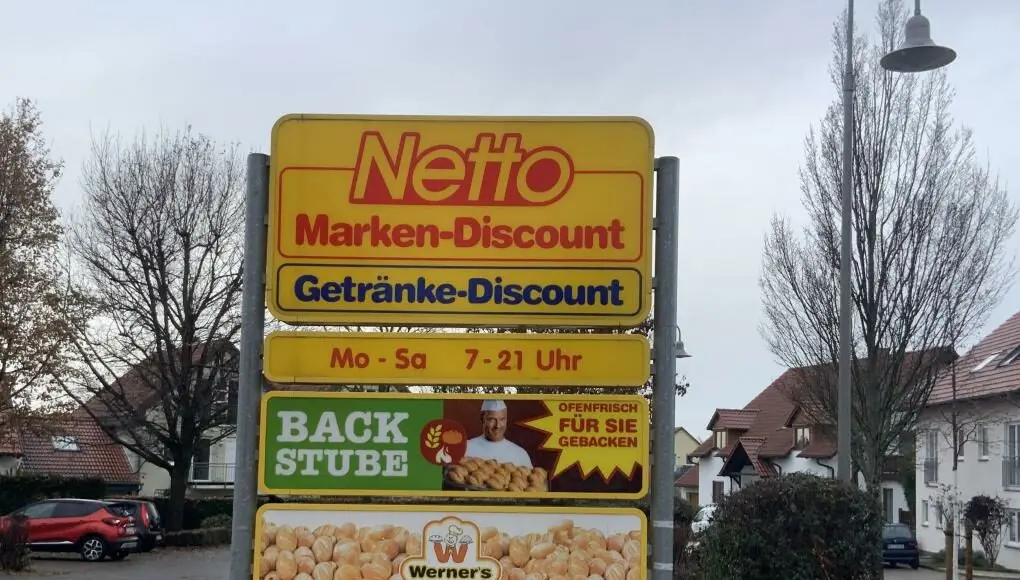 Netto
Marken-Discount
Getränke-Discount
Mo - Sa 7 - 21 Uhr
BACK
STUBE
OFENFRISCH
FÜR SIE
GEBACKEN
W
Werner's